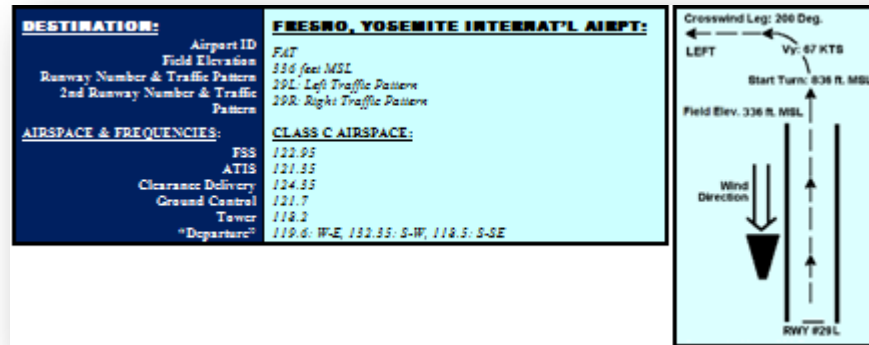 DESTINATION:
FRESNO, YOSEMITE INTERNAT'L AIRPT:
Airport ID
FAT
Field Elevation
336 feet MSL
Runway Number & Traffic Pattern
29L: Left Traffic Pattern
2nd Runway Number & Traffic
Pattern
29R: Right Traffic Pattern
AIRSPACE & FREQUENCIES:
CLASS C AIRSPACE:
FSS
122.95
ATIS
121.35
Clearance Delivery
124.35
Ground Control
121.7
Tower
118.2
"Departure"
119.6: W-E, 132.35: S-W, 118.5: S-SE
Crosswind Leg: 200 Deg.
LEFT
Vy: 67 KTS
Start Turn: 836 ft. MSL
Field Elev. 336 ft. MSL
Wind
Direction
RWY #29L